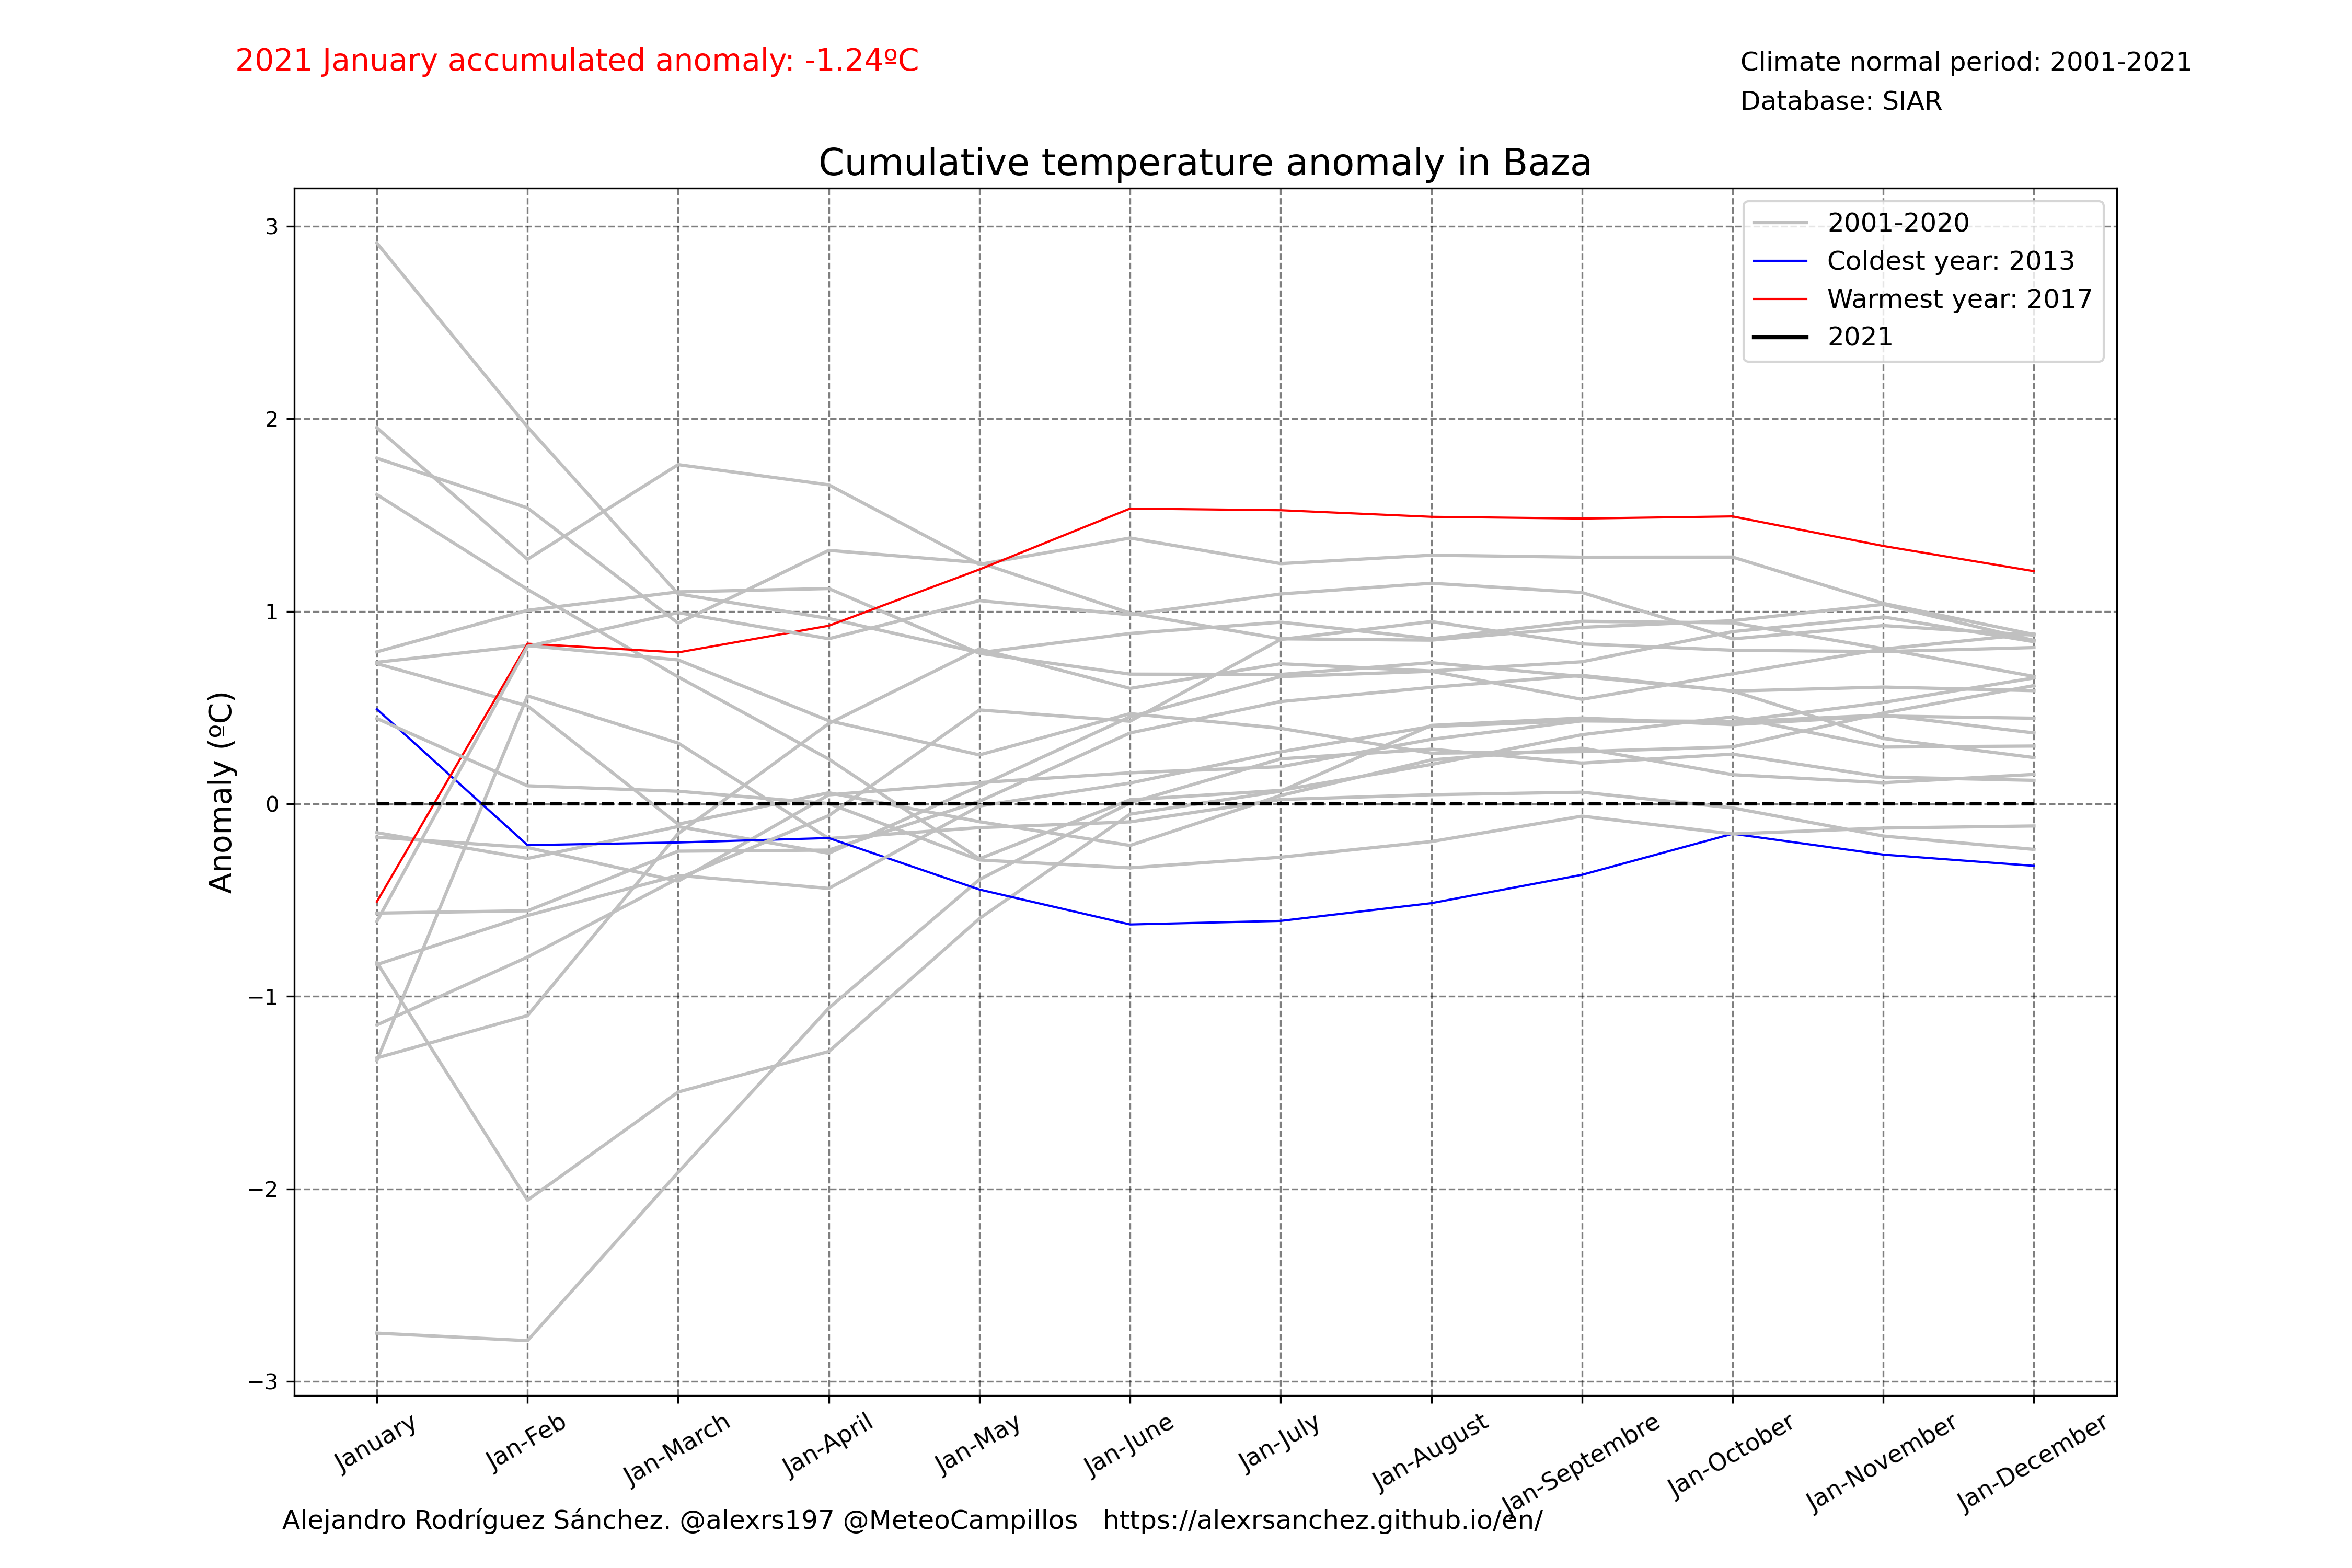 2021 January accumulated anomaly: -1.24ºC
Climate normal period: 2001-2021
Database: SIAR
Cumulative temperature anomaly in Baza
2001-2020
Coldest year: 2013
Warmest year: 2017
2021
Anomaly (ºC)
3
2
1
0
−1
−2
−3
January
Jan-Feb
Jan-March
Jan-April
Jan-May
Jan-June
Jan-July
Jan-August
Jan-Septembre
Jan-October
Jan-November
Jan-December
Alejandro Rodríguez Sánchez. @alexrs197 @MeteoCampillos   https://alexrsanchez.github.io/en/